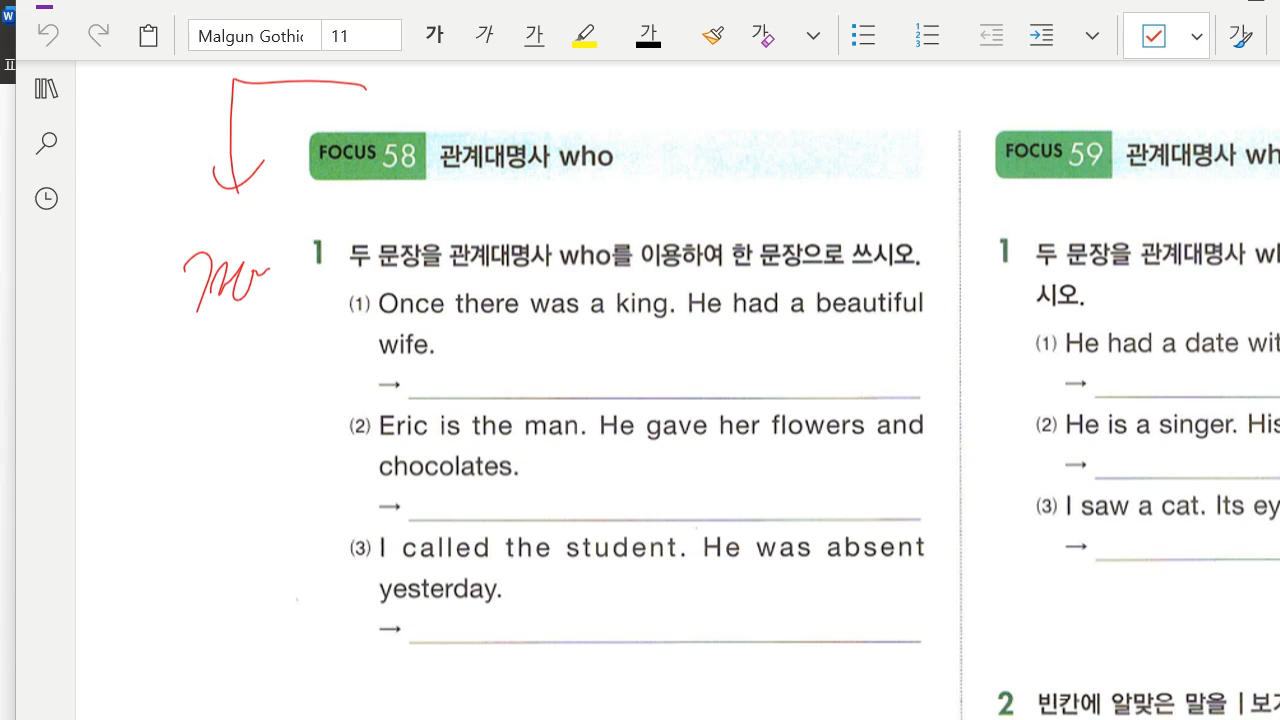 Malgun Gothic 11 가 가 가 가 가 가
FOCUS 58 관계대명사 who
1 두 문장을 관계대명사 who를 이용하여 한 문장으로 쓰시오.
(1) Once there was a king. He had a beautiful
wife.
→
(2) Eric is the man. He gave her flowers and
chocolates.
→
(3) I called the student. He was absent
yesterday.
→
FOCUS 59 관계대명사 wh
1 두 문장을 관계대명사 wh
시오.
(1) He had a date wit
→
(2) He is a singer. His
→
(3) I saw a cat. Its ey
→
2 빈칸에 알맞은 말을 | 보기